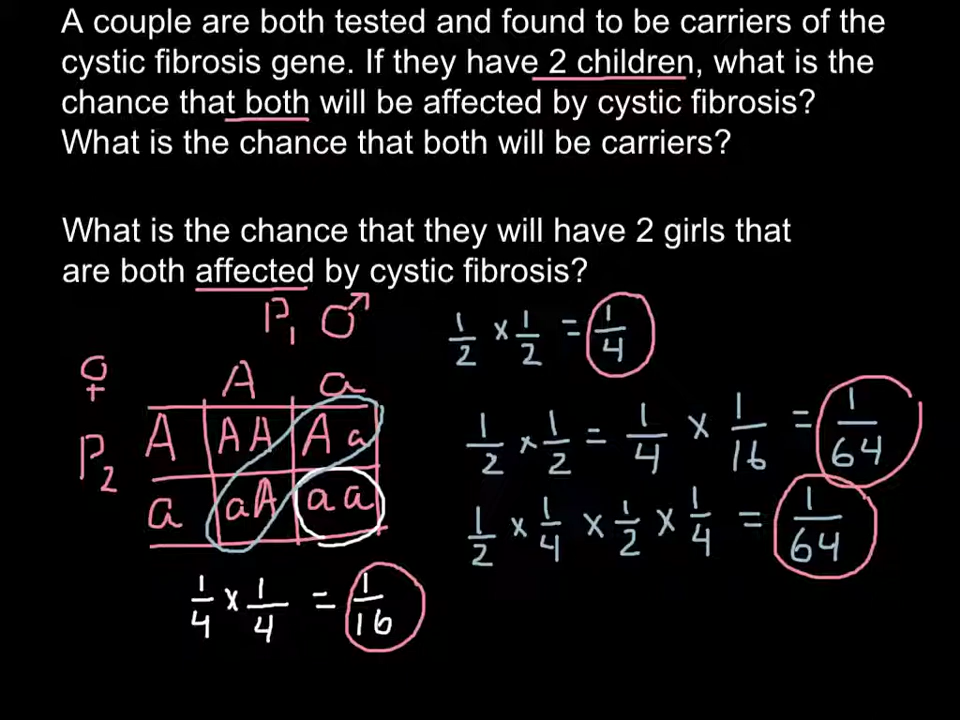 A couple are both tested and found to be carriers of the
cystic fibrosis gene. If they have 2 children, what is the
chance that both will be affected by cystic fibrosis?
What is the chance that both will be carriers?
What is the chance that they will have 2 girls that
are both affected by cystic fibrosis?
P1 ♂
♀
P2
A a
A AA Aa
a aA aa
1/4 × 1/4 = 1/16
1/2 × 1/2 = 1/4
1/2 × 1/2 = 1/4 × 1/16 = 1/64
1/2 × 1/4 × 1/2 × 1/4 = 1/64